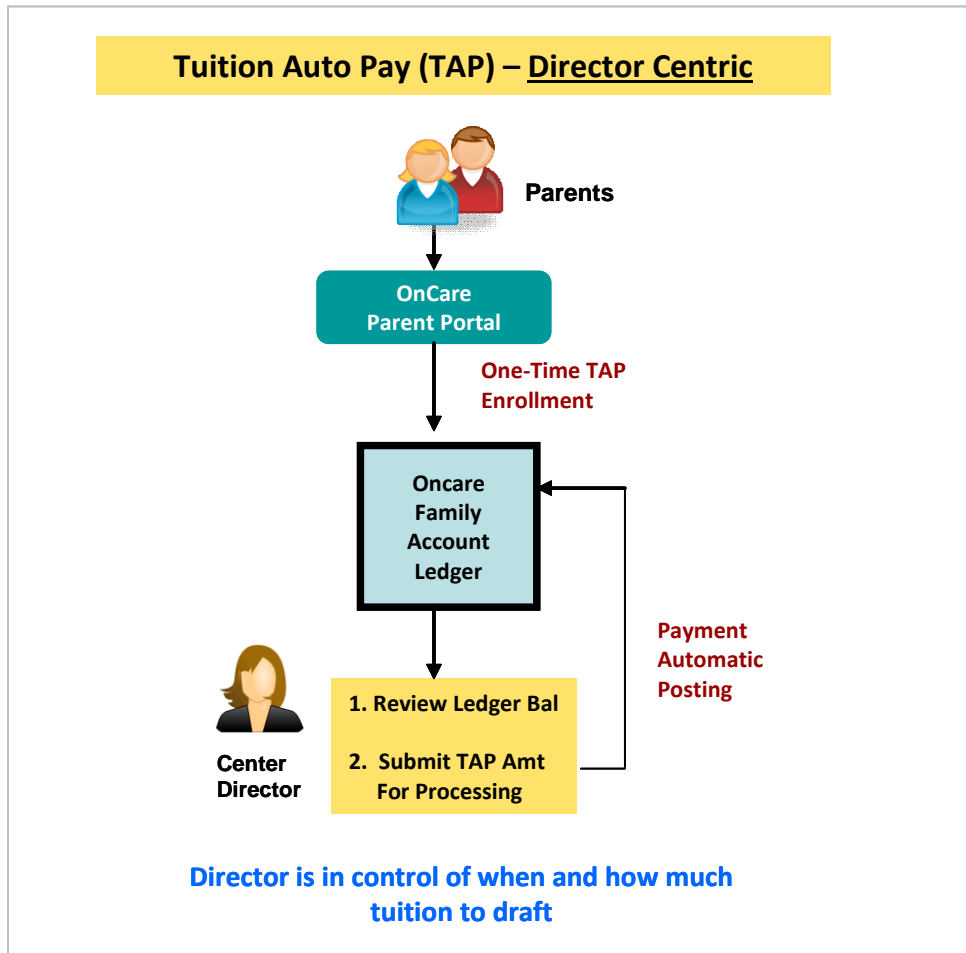 Tuition Auto Pay (TAP) – Director Centric
Parents
OnCare
Parent Portal
One-Time TAP
Enrollment
Oncare
Family
Account
Ledger
Payment
Automatic
Posting
Center
Director
1. Review Ledger Bal
2. Submit TAP Amt
For Processing
Director is in control of when and how much
tuition to draft